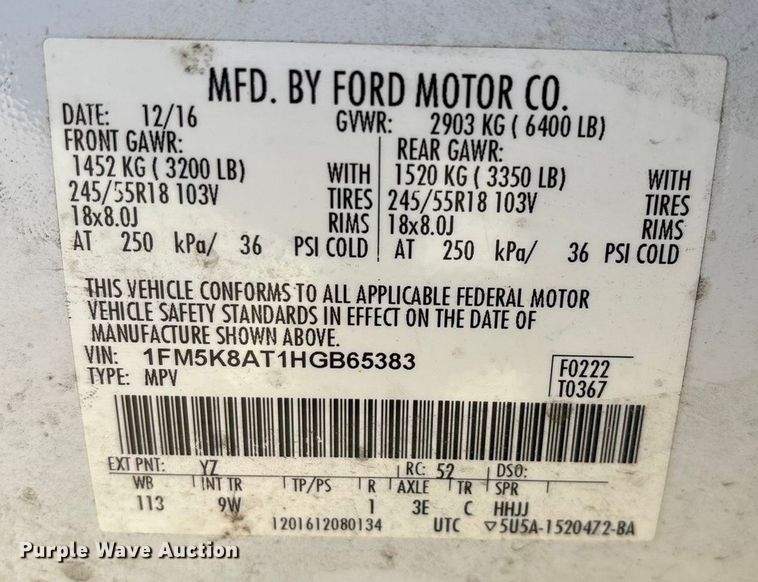 MFD. BY FORD MOTOR CO.
DATE: 12/16 GVWR: 2903 KG ( 6400 LB)
FRONT GAWR: REAR GAWR:
1452 KG ( 3200 LB) WITH 1520 KG ( 3350 LB) WITH
245/55R18 103V TIRES 245/55R18 103V TIRES
18x8.0J RIMS 18x8.0J RIMS
AT 250 kPa/ 36 PSI COLD AT 250 kPa/ 36 PSI COLD
THIS VEHICLE CONFORMS TO ALL APPLICABLE FEDERAL MOTOR
VEHICLE SAFETY STANDARDS IN EFFECT ON THE DATE OF
MANUFACTURE SHOWN ABOVE.
VIN: 1FM5K8AT1HGB65383 F0222
TYPE: MPV T0367
EXT PNT: YZ RC: 52 DSO:
WB INT TR TP/PS R AXLE TR SPR
113 9W 1 3E C HHJJ
1201612080134 UTC ▽5U5A-1520472-BA
Purple Wave Auction